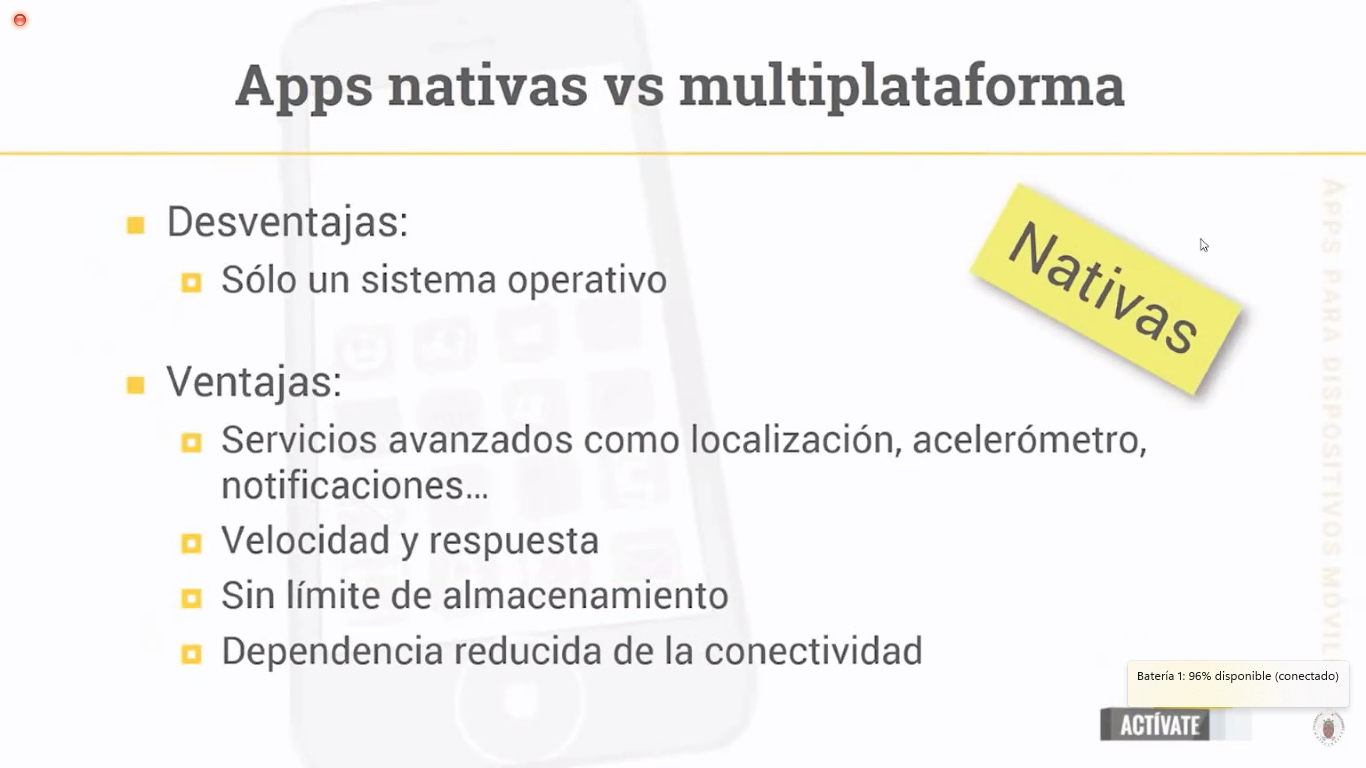 Apps nativas vs multiplataforma
Desventajas:
Sólo un sistema operativo
Nativas
Ventajas:
Servicios avanzados como localización, acelerómetro,
notificaciones...
Velocidad y respuesta
Sin límite de almacenamiento
Dependencia reducida de la conectividad
APPS PARA DISPOSITIVOS MÓVIL
Batería 1: 96% disponible (conectado)
ACTÍVATE